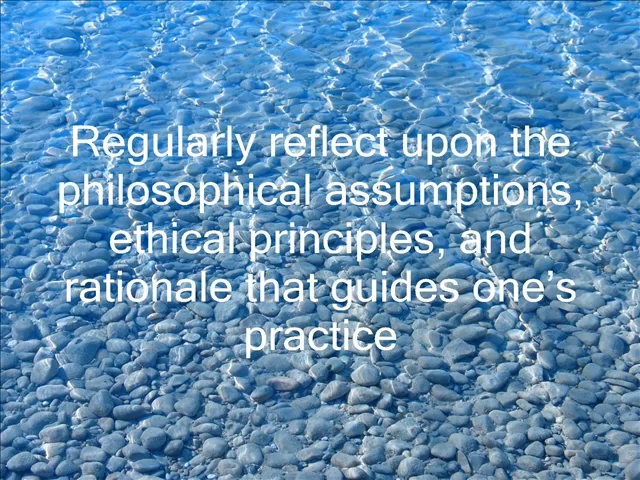 Regularly reflect upon the
philosophical assumptions,
ethical principles, and
rationale that guides one’s
practice